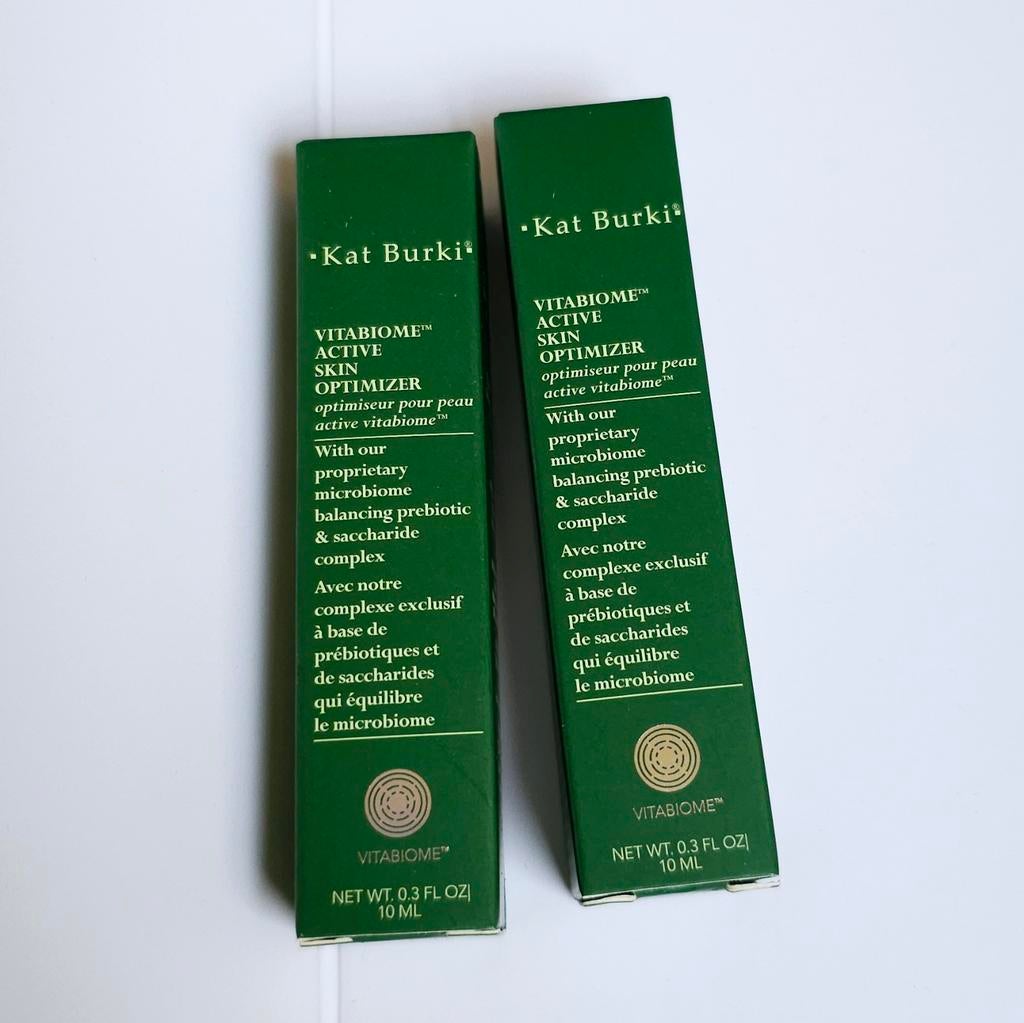 ·Kat Burki®·
VITABIOME™
ACTIVE
SKIN
OPTIMIZER
optimiseur pour peau
active vitabiome™
With our
proprietary
microbiome
balancing prebiotic
& saccharide
complex
Avec notre
complexe exclusif
à base de
prébiotiques et
de saccharides
qui équilibre
le microbiome
VITABIOME™
NET WT. 0.3 FL OZ|
10 ML
·Kat Burki®·
VITABIOME™
ACTIVE
SKIN
OPTIMIZER
optimiseur pour peau
active vitabiome™
With our
proprietary
microbiome
balancing prebiotic
& saccharide
complex
Avec notre
complexe exclusif
à base de
prébiotiques et
de saccharides
qui équilibre
le microbiome
VITABIOME™
NET WT. 0.3 FL OZ|
10 ML